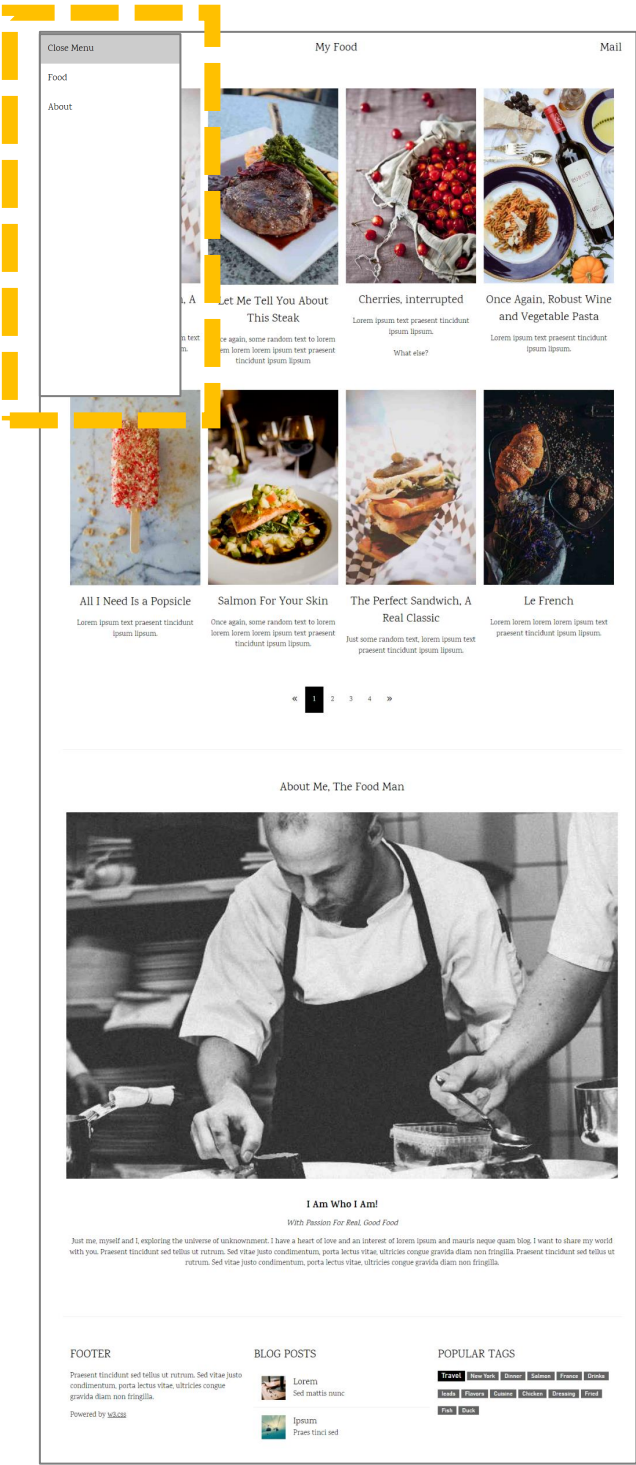 Close Menu
My Food
Mail
Food
About
, A
Let Me Tell You About
This Steak
Cherries, interrupted
Once Again, Robust Wine
and Vegetable Pasta
m text
n.
ce again, some random text to lorem
em lorem lorem ipsum text praesent
tincidunt ipsum lipsum
Lorem ipsum text praesent tincidunt
ipsum lipsum.
What else?
Lorem ipsum text praesent tincidunt
ipsum lipsum.
All I Need Is a Popsicle
Lorem ipsum text praesent tincidunt
ipsum lipsum.
Salmon For Your Skin
Once again, some random text to lorem
lorem lorem lorem ipsum text praesent
tincidunt ipsum lipsum.
The Perfect Sandwich, A
Real Classic
Just some random text, lorem ipsum text
praesent tincidunt ipsum lipsum.
Le French
Lorem lorem lorem lorem ipsum text
praesent tincidunt ipsum lipsum.
« 1 2 3 4 »
About Me, The Food Man
I Am Who I Am!
With Passion For Real, Good Food
Just me, myself and I, exploring the universe of unknownment. I have a heart of love and an interest of lorem ipsum and mauris neque quam blog. I want to share my world
with you. Praesent tincidunt sed tellus ut rutrum. Sed vitae justo condimentum, porta lectus vitae, ultricies congue gravida diam non fringilla. Praesent tincidunt sed tellus ut
rutrum. Sed vitae justo condimentum, porta lectus vitae, ultricies congue gravida diam non fringilla.
FOOTER
Praesent tincidunt sed tellus ut rutrum. Sed vitae justo
condimentum, porta lectus vitae, ultricies congue
gravida diam non fringilla.
Powered by w3.css
BLOG POSTS
Lorem
Sed mattis nunc
Ipsum
Praes tinci sed
POPULAR TAGS
Travel New York Dinner Salmon France Drinks
Ideas Flavors Cuisine Chicken Dressing Fried
Fish Duck